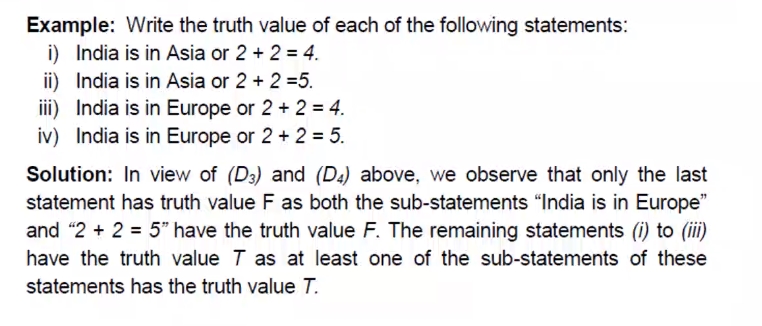 Example: Write the truth value of each of the following statements:
i) India is in Asia or 2 + 2 = 4.
ii) India is in Asia or 2 + 2 =5.
iii) India is in Europe or 2 + 2 = 4.
iv) India is in Europe or 2 + 2 = 5.
Solution: In view of (D₃) and (D₄) above, we observe that only the last
statement has truth value F as both the sub-statements “India is in Europe”
and “2 + 2 = 5” have the truth value F. The remaining statements (i) to (iii)
have the truth value T as at least one of the sub-statements of these
statements has the truth value T.